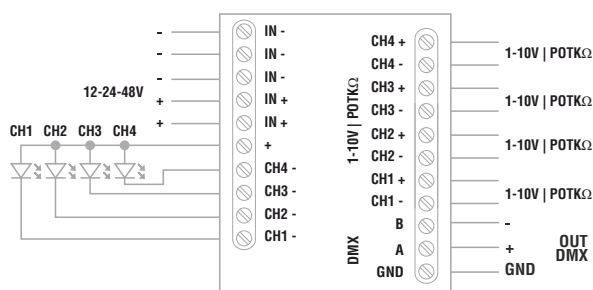 - IN - CH4 + 1-10V | POTKΩ
- IN - CH4 -
- IN - CH3 + 1-10V | POTKΩ
12-24-48V
+ IN + CH3 -
+ IN + CH2 + 1-10V | POTKΩ
CH1 CH2 CH3 CH4
+ CH2 -
CH4 - CH1 + 1-10V | POTKΩ
CH3 - CH1 -
CH2 - B -
CH1 - A + OUT
DMX
GND GND
1-10V | POTKΩ
DMX